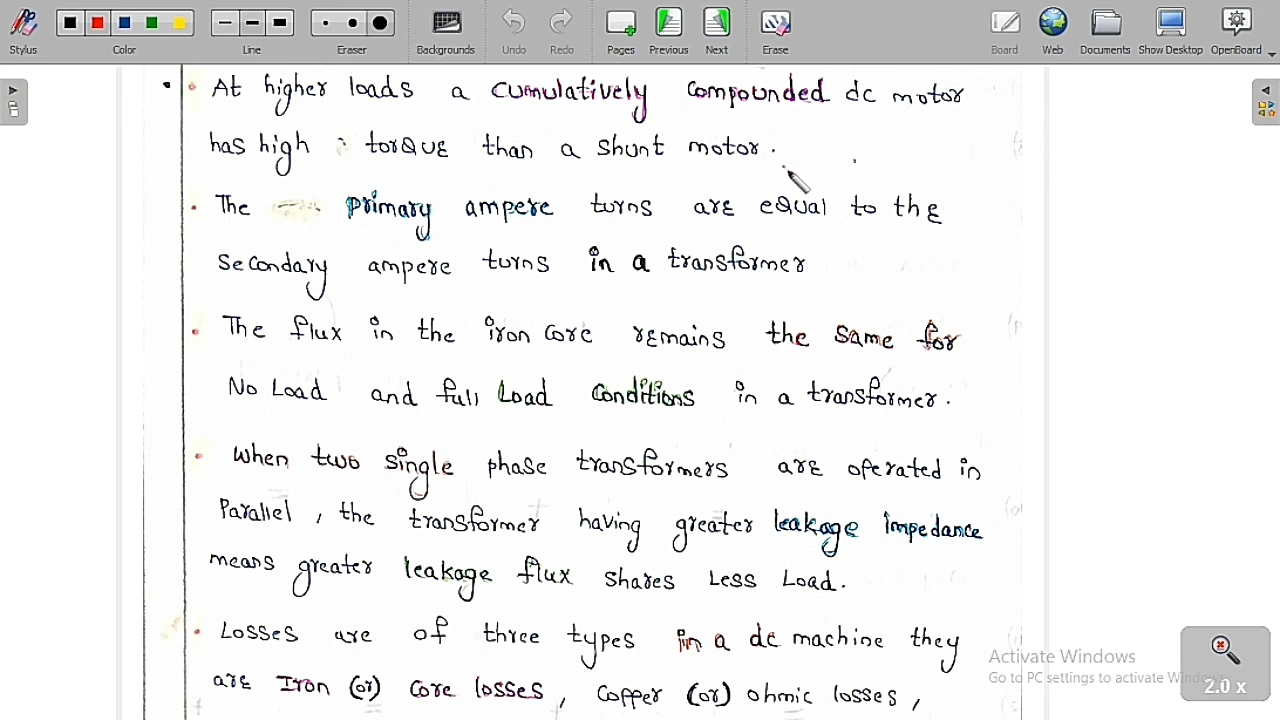 Stylus
Color
Line
Eraser
Backgrounds
Undo
Redo
Pages
Previous
Next
Erase
Board
Web
Documents
Show Desktop
OpenBoard
• At higher loads a cumulatively compounded dc motor
has high torque than a shunt motor.
• The primary ampere turns are equal to the
secondary ampere turns in a transformer
• The flux in the iron core remains the same for
No Load and full Load conditions in a transformer.
• When two single phase transformers are operated in
Parallel, the transformer having greater leakage impedance
means greater leakage flux shares Less Load.
• Losses are of three types in a dc machine they
are Iron (or) core losses, copper (or) ohmic losses,
Activate Windows
Go to PC settings to activate Windows.
2.0 x